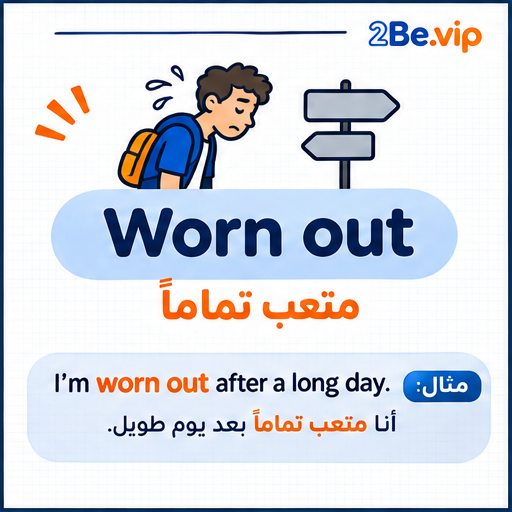 2Be.vip
Worn out
متعب تماماً
مثال:
I'm worn out after a long day.
أنا متعب تماماً بعد يوم طويل.